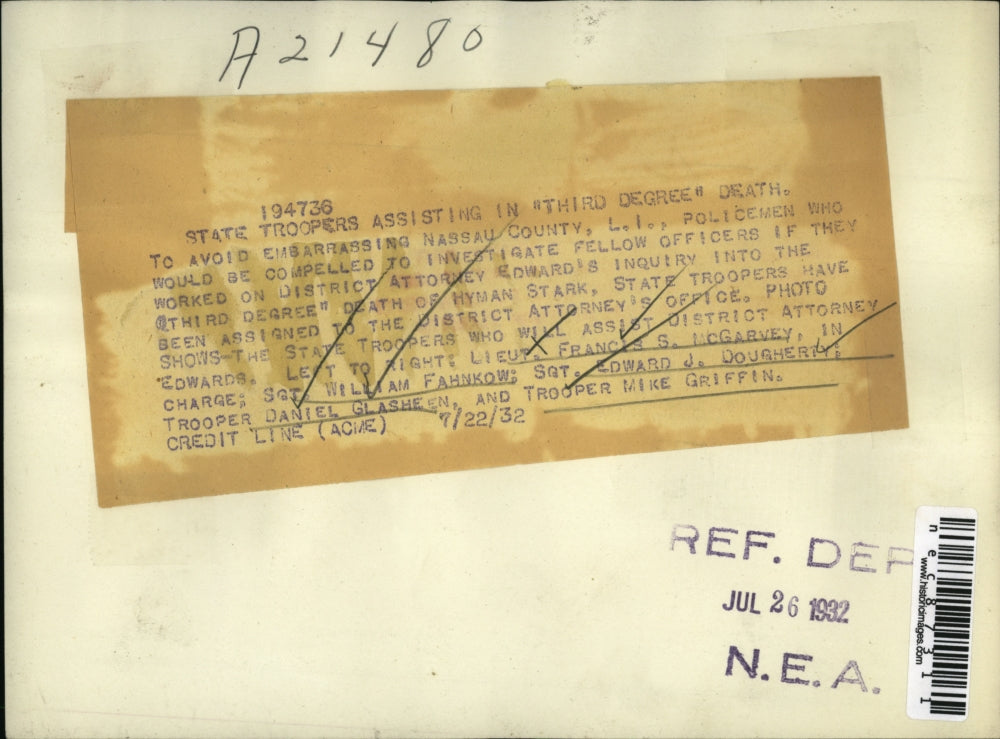 A21480
194736
STATE TROOPERS ASSISTING IN "THIRD DEGREE" DEATH.
TO AVOID EMBARRASSING NASSAU COUNTY, L.I., POLICEMEN WHO
WOULD BE COMPELLED TO INVESTIGATE FELLOW OFFICERS IF THEY
WORKED ON DISTRICT ATTORNEY EDWARD'S INQUIRY INTO THE
@THIRD DEGREE" DEATH OF HYMAN STARK, STATE TROOPERS HAVE
BEEN ASSIGNED TO THE DISTRICT ATTORNEY'S OFFICE. PHOTO
SHOWS-THE STATE TROOPERS WHO WILL ASSIST DISTRICT ATTORNEY
EDWARDS. LEFT TO RIGHT: LIEUT. FRANCIS S. MCGARVEY, IN
CHARGE; SGT. WILLIAM FAHNKOW; SGT. EDWARD J. DOUGHERTY;
TROOPER DANIEL GLASHEEN, AND TROOPER MIKE GRIFFIN.
CREDIT LINE (ACME) 7/22/32
REF. DEP
JUL 26 1932
N.E.A.
nec87311
www.historicimages.com